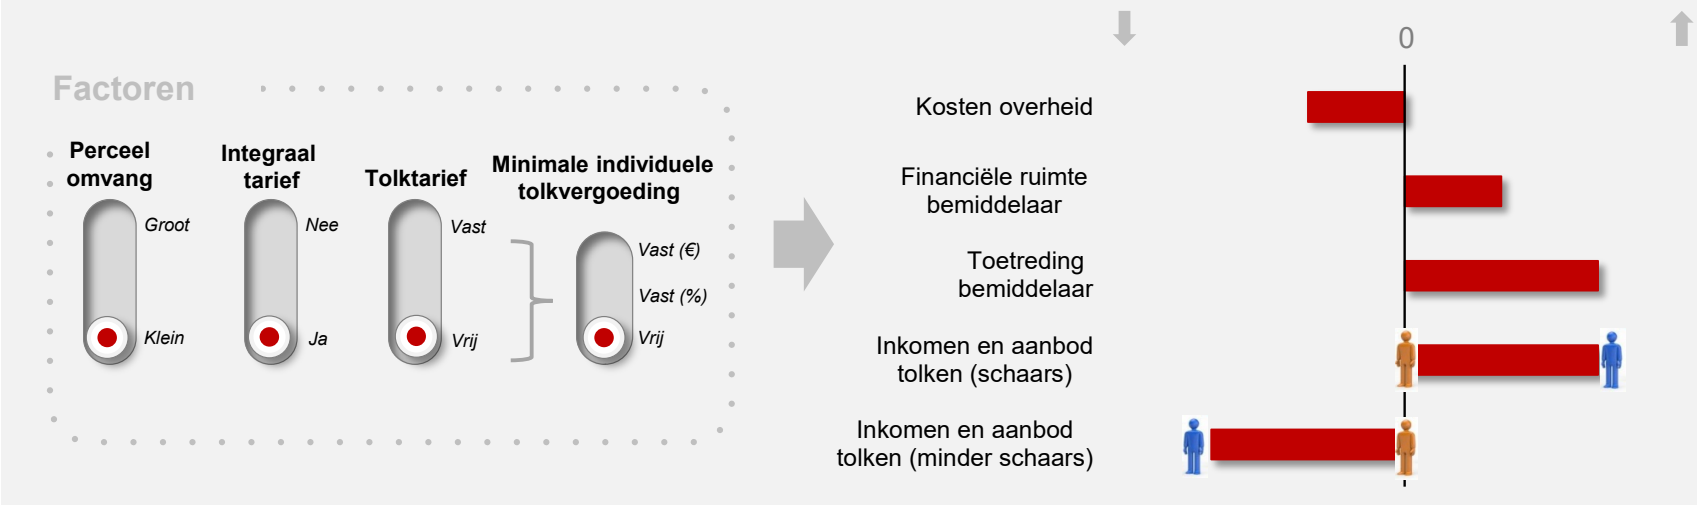 Factoren
Perceel
omvang
Groot
Klein
Integraal
tarief
Nee
Ja
Tolktarief
Vast
Vrij
Minimale individuele
tolkvergoeding
Vast (€)
Vast (%)
Vrij
0
Kosten overheid
Financiële ruimte
bemiddelaar
Toetreding
bemiddelaar
Inkomen en aanbod
tolken (schaars)
Inkomen en aanbod
tolken (minder schaars)